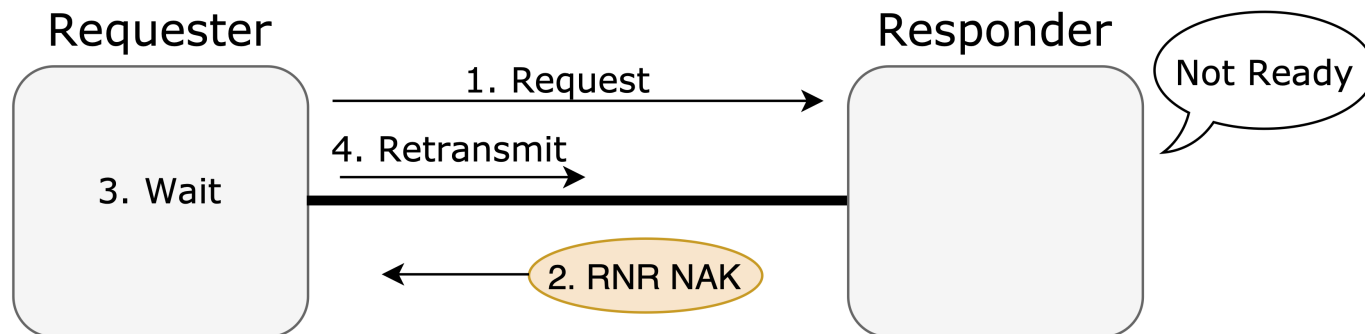 Requester
Responder
Not Ready
1. Request
4. Retransmit
3. Wait
2. RNR NAK